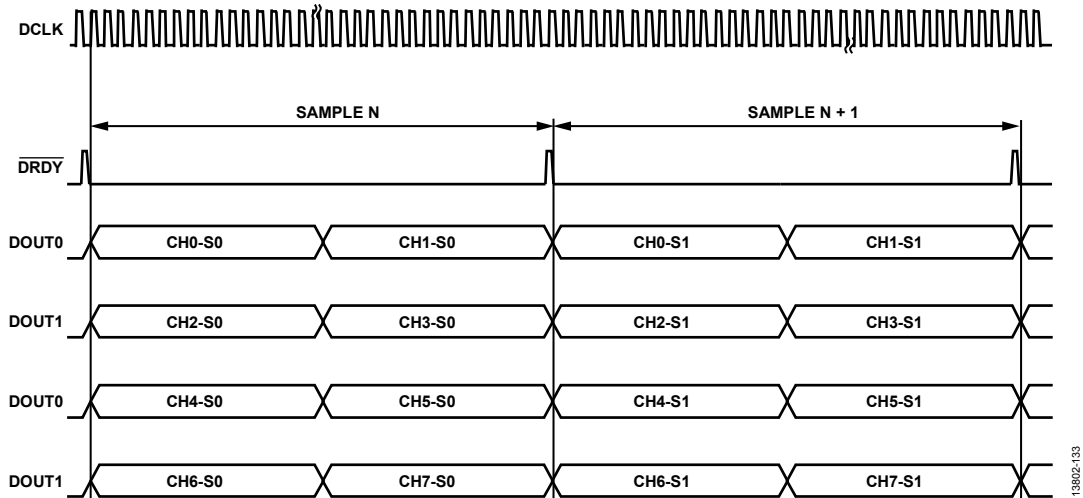 DCLK
SAMPLE N
SAMPLE N + 1
DRDY
DOUT0
CH0-S0
CH1-S0
CH0-S1
CH1-S1
DOUT1
CH2-S0
CH3-S0
CH2-S1
CH3-S1
DOUT0
CH4-S0
CH5-S0
CH4-S1
CH5-S1
DOUT1
CH6-S0
CH7-S0
CH6-S1
CH7-S1
13802-133